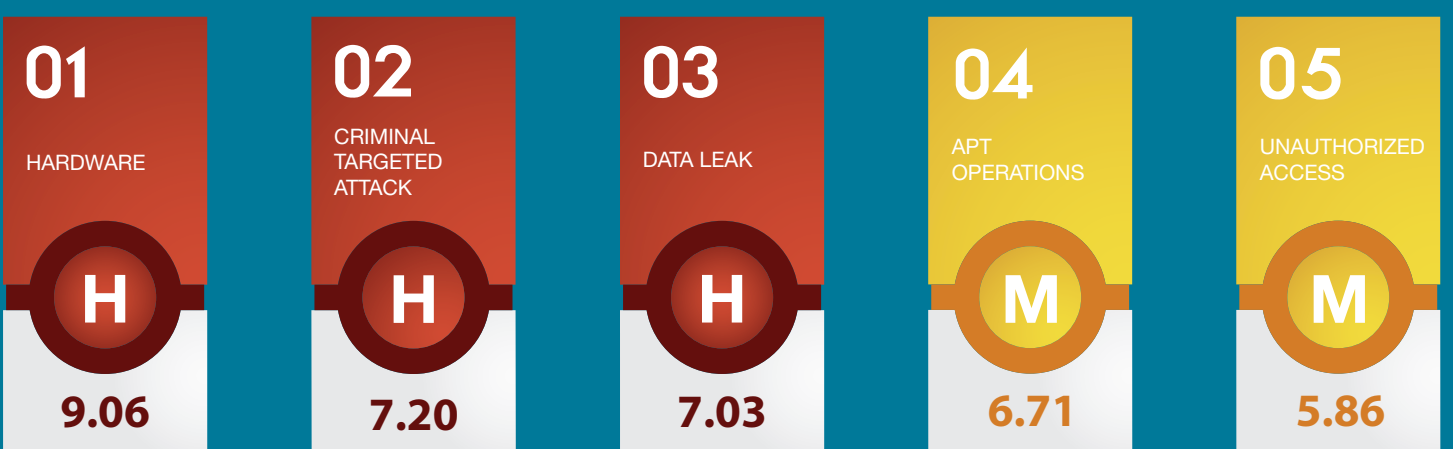 01
HARDWARE
H
9.06
02
CRIMINAL
TARGETED
ATTACK
H
7.20
03
DATA LEAK
H
7.03
04
APT
OPERATIONS
M
6.71
05
UNAUTHORIZED
ACCESS
M
5.86